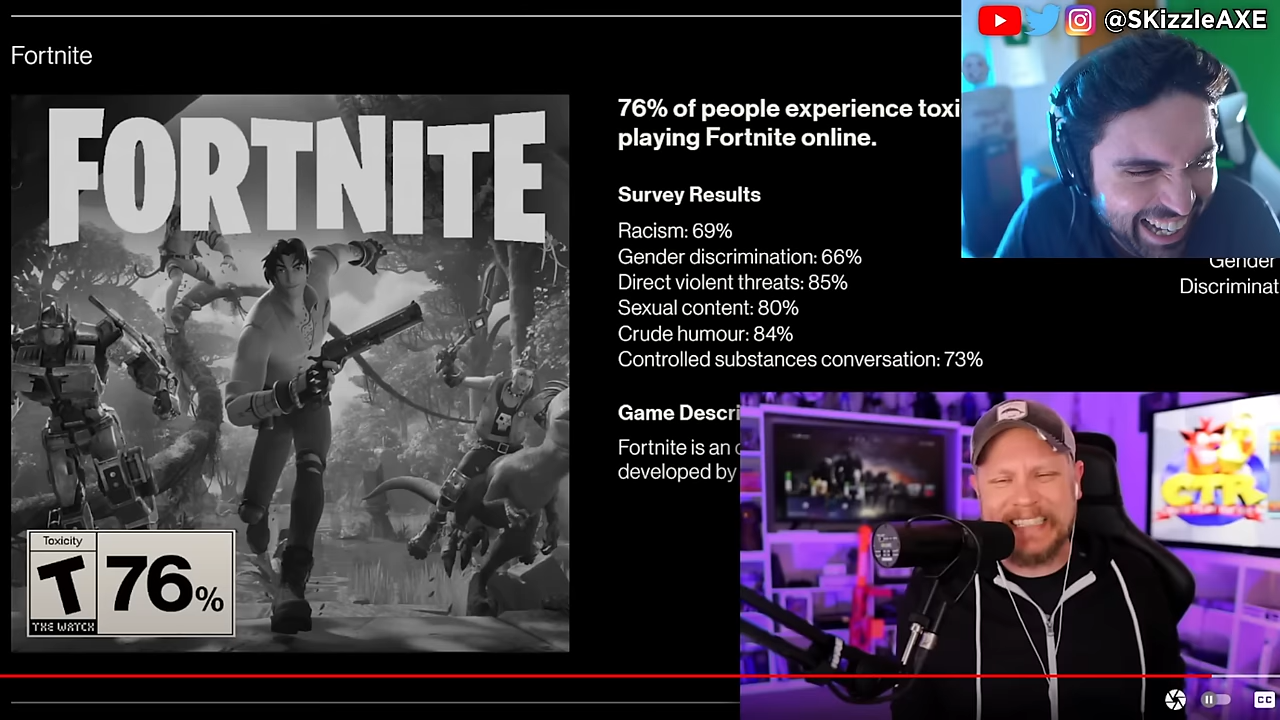 @SKizzleAXE
Fortnite
FORTNITE
76% of people experience toxi
playing Fortnite online.
Survey Results
Racism: 69%
Gender discrimination: 66%
Direct violent threats: 85%
Sexual content: 80%
Crude humour: 84%
Controlled substances conversation: 73%
Gender
Discriminat
Game Descri
Fortnite is an
developed by
Toxicity
T
76%
THE WATCH
CTR
CC